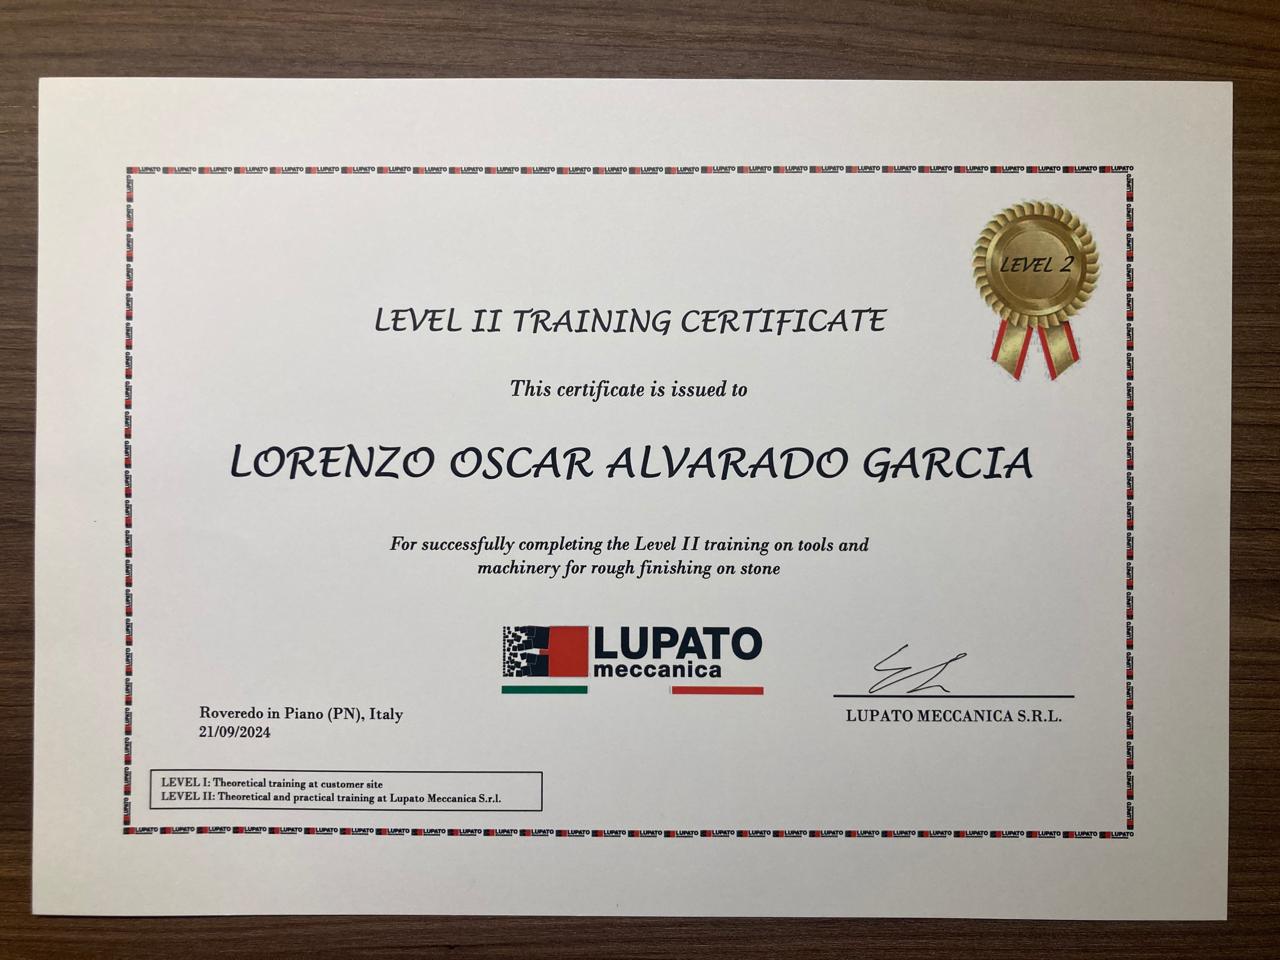 LEVEL 2
LEVEL II TRAINING CERTIFICATE
This certificate is issued to
LORENZO OSCAR ALVARADO GARCIA
For successfully completing the Level II training on tools and
machinery for rough finishing on stone
LUPATO
meccanica
LUPATO MECCANICA S.R.L.
Roveredo in Piano (PN), Italy
21/09/2024
LEVEL I: Theoretical training at customer site
LEVEL II: Theoretical and practical training at Lupato Meccanica S.r.l.